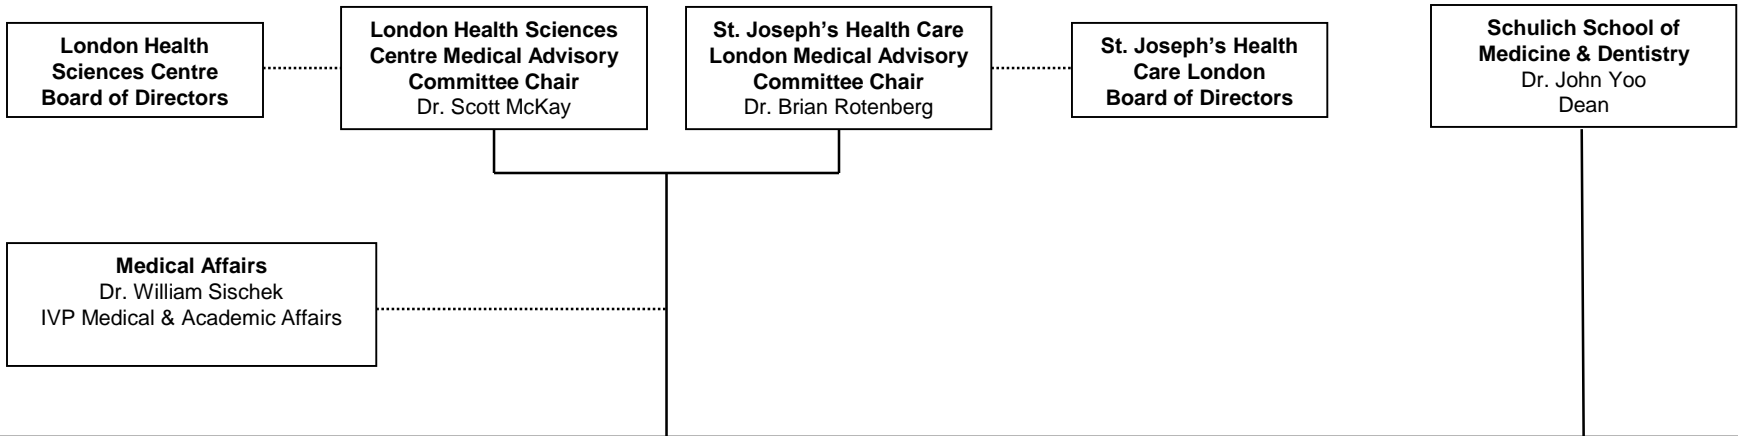 London Health
Sciences Centre
Board of Directors
London Health Sciences
Centre Medical Advisory
Committee Chair
Dr. Scott McKay
St. Joseph’s Health Care
London Medical Advisory
Committee Chair
Dr. Brian Rotenberg
St. Joseph’s Health
Care London
Board of Directors
Schulich School of
Medicine & Dentistry
Dr. John Yoo
Dean
Medical Affairs
Dr. William Sischek
IVP Medical & Academic Affairs